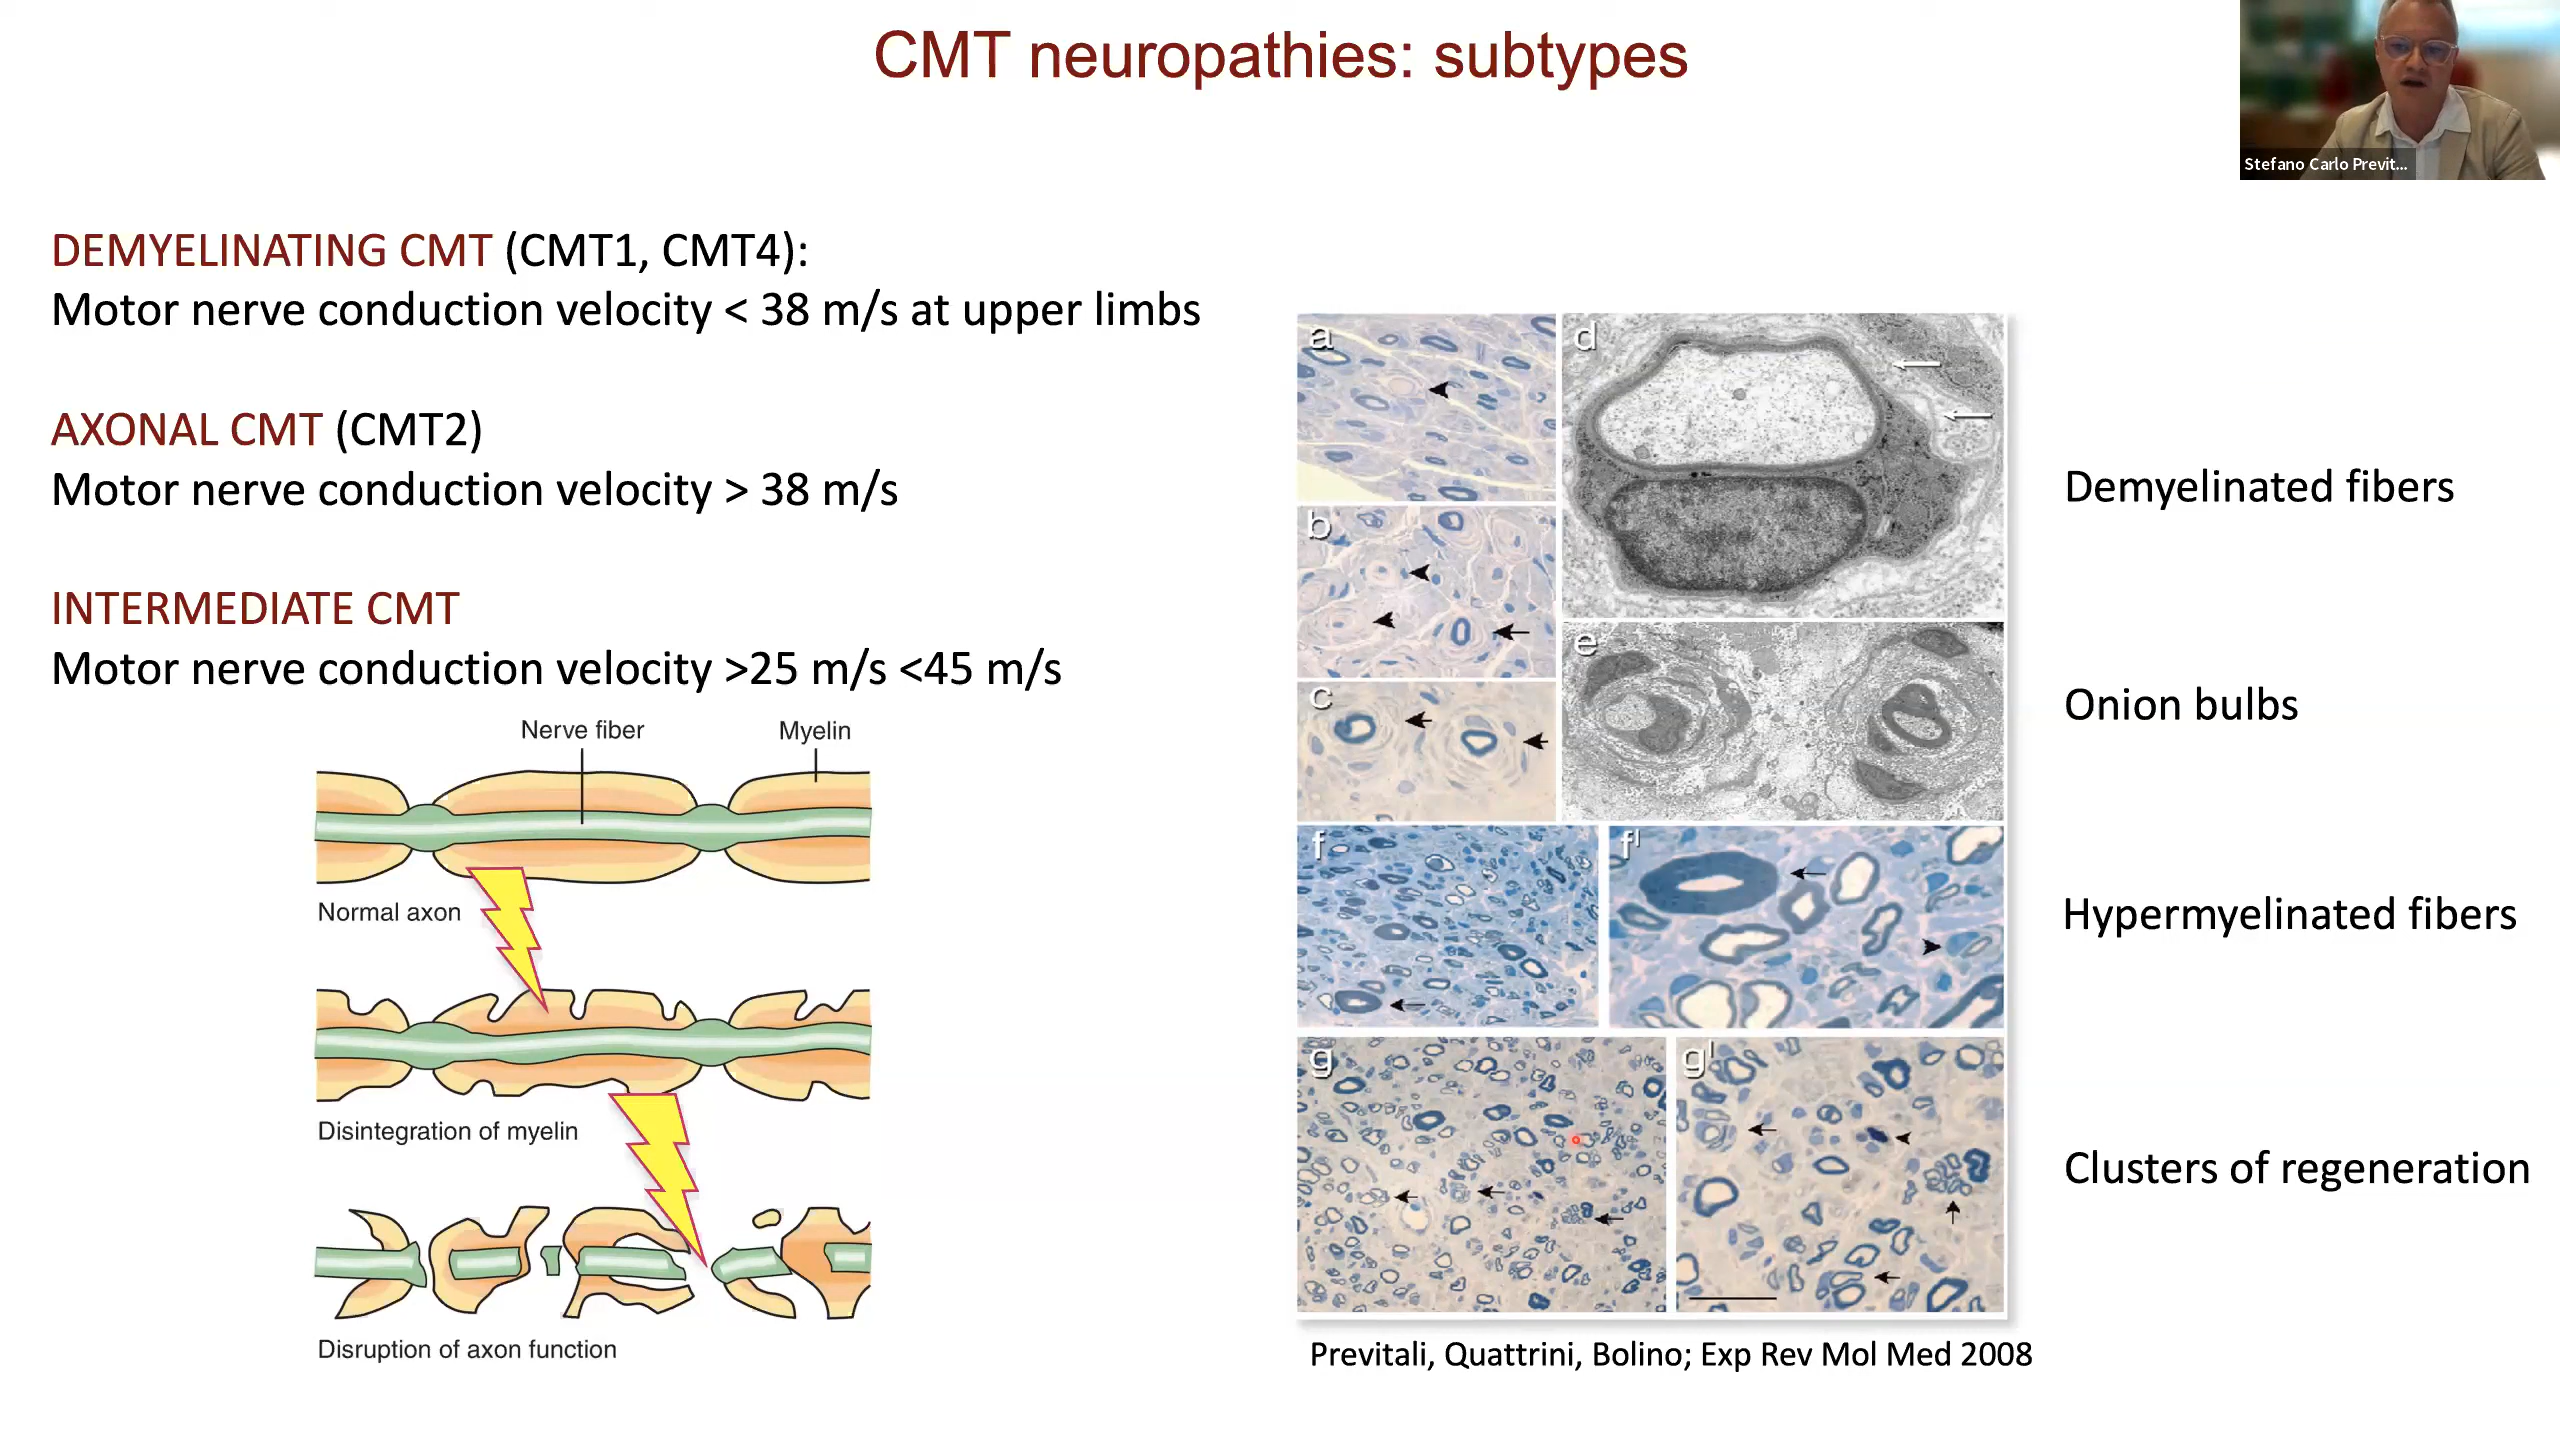 CMT neuropathies: subtypes
Stefano Carlo Previt...
DEMYELINATING CMT (CMT1, CMT4):
Motor nerve conduction velocity < 38 m/s at upper limbs
AXONAL CMT (CMT2)
Motor nerve conduction velocity > 38 m/s
INTERMEDIATE CMT
Motor nerve conduction velocity >25 m/s <45 m/s
Nerve fiber
Myelin
Normal axon
Disintegration of myelin
Disruption of axon function
a
d
b
e
c
f
f'
g
g'
Demyelinated fibers
Onion bulbs
Hypermyelinated fibers
Clusters of regeneration
Previtali, Quattrini, Bolino; Exp Rev Mol Med 2008